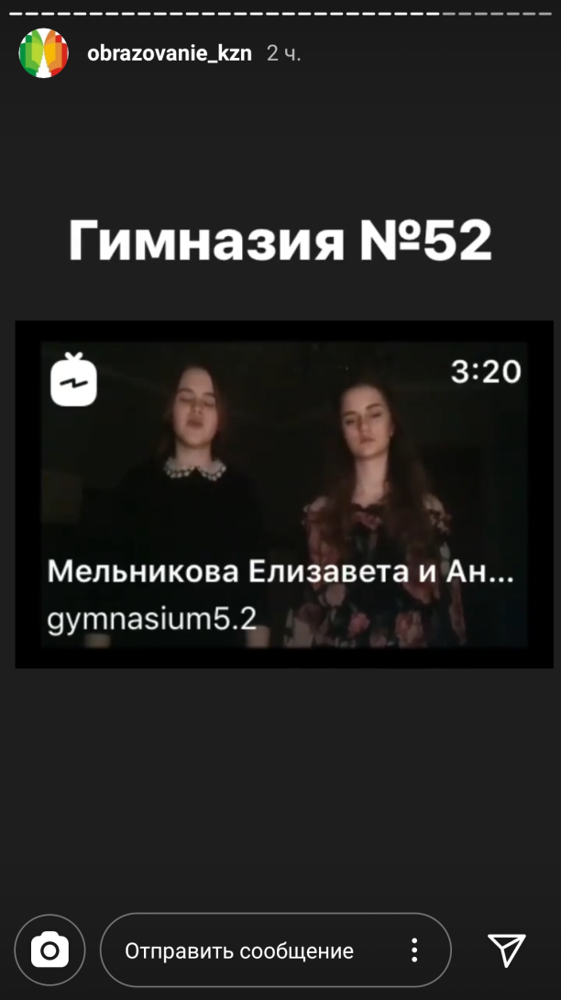 obrazovanie_kzn 2 ч.
Гимназия №52
3:20
Мельникова Елизавета и Ан...
gymnasium5.2
Отправить сообщение